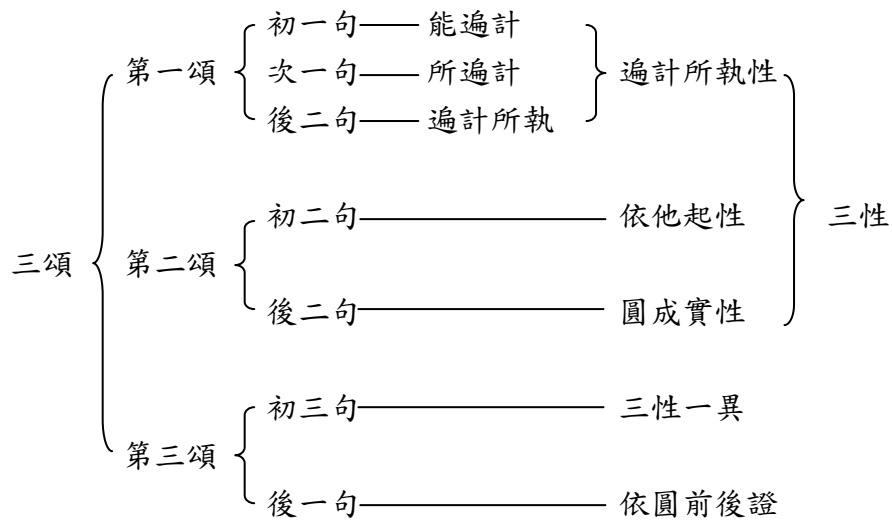 初一句 能遍計
第一頌 次一句 所遍計 遍計所執性
後二句 遍計所執
初二句 依他起性 三性
三頌 第二頌
後二句 圓成實性
初三句 三性一異
第三頌
後一句 依圓前後證